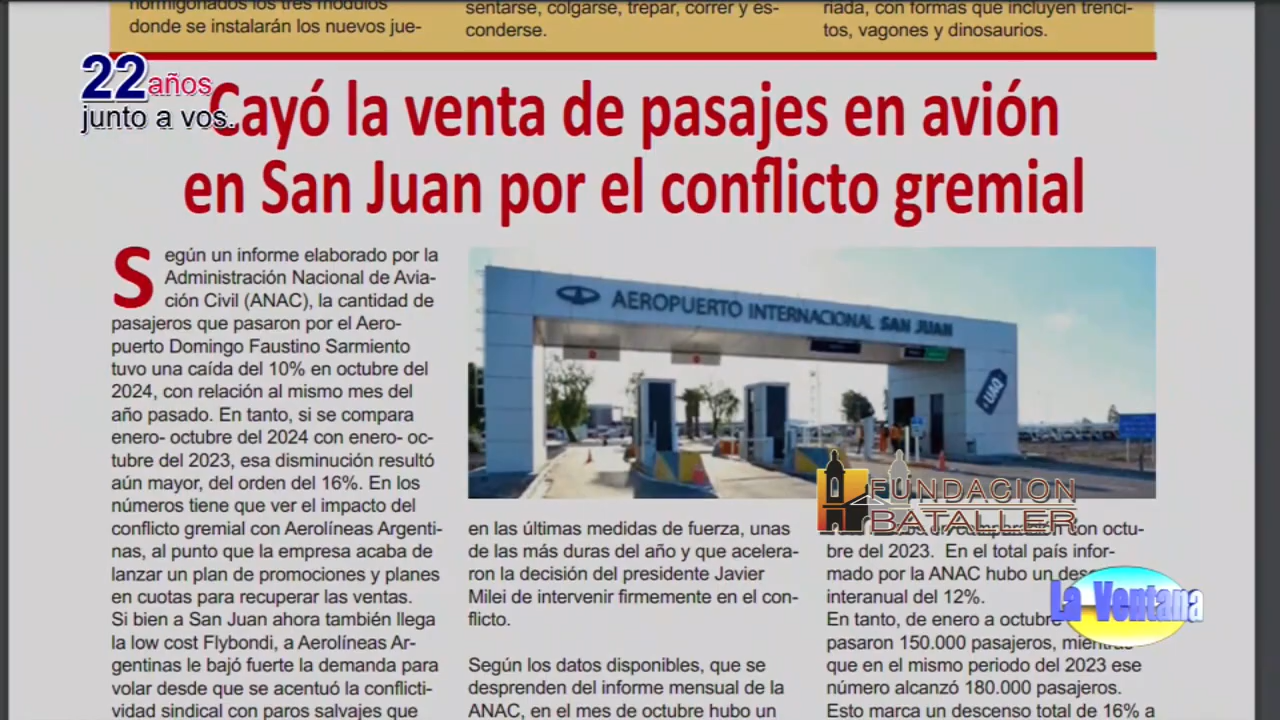 hormigonados los tres módulos
donde se instalarán los nuevos jue-
sentarse, colgarse, trepar, correr y es-
conderse.
riada, con formas que incluyen trenci-
tos, vagones y dinosaurios.
22 años
junto a vos.
Cayó la venta de pasajes en avión
en San Juan por el conflicto gremial
Según un informe elaborado por la
Administración Nacional de Avia-
ción Civil (ANAC), la cantidad de
pasajeros que pasaron por el Aero-
puerto Domingo Faustino Sarmiento
tuvo una caída del 10% en octubre del
2024, con relación al mismo mes del
año pasado. En tanto, si se compara
enero- octubre del 2024 con enero- oc-
tubre del 2023, esa disminución resultó
aún mayor, del orden del 16%. En los
números tiene que ver el impacto del
conflicto gremial con Aerolíneas Argenti-
nas, al punto que la empresa acaba de
lanzar un plan de promociones y planes
en cuotas para recuperar las ventas.
Si bien a San Juan ahora también llega
la low cost Flybondi, a Aerolíneas Ar-
gentinas le bajó fuerte la demanda para
volar desde que se acentuó la conflicti-
vidad sindical con paros salvajes que
AEROPUERTO INTERNACIONAL SAN JUAN
UAQ
en las últimas medidas de fuerza, unas
de las más duras del año y que acelera-
ron la decisión del presidente Javier
Milei de intervenir firmemente en el con-
flicto.
Según los datos disponibles, que se
desprenden del informe mensual de la
ANAC, en el mes de octubre hubo un
FUNDACION
BATALLER
comparación con octu-
bre del 2023. En el total país infor-
mado por la ANAC hubo un
interanual del 12%.
En tanto, de enero a octubre
pasaron 150.000 pasajeros, mientras
que en el mismo periodo del 2023 ese
número alcanzó 180.000 pasajeros.
Esto marca un descenso total de 16% a
La Ventana